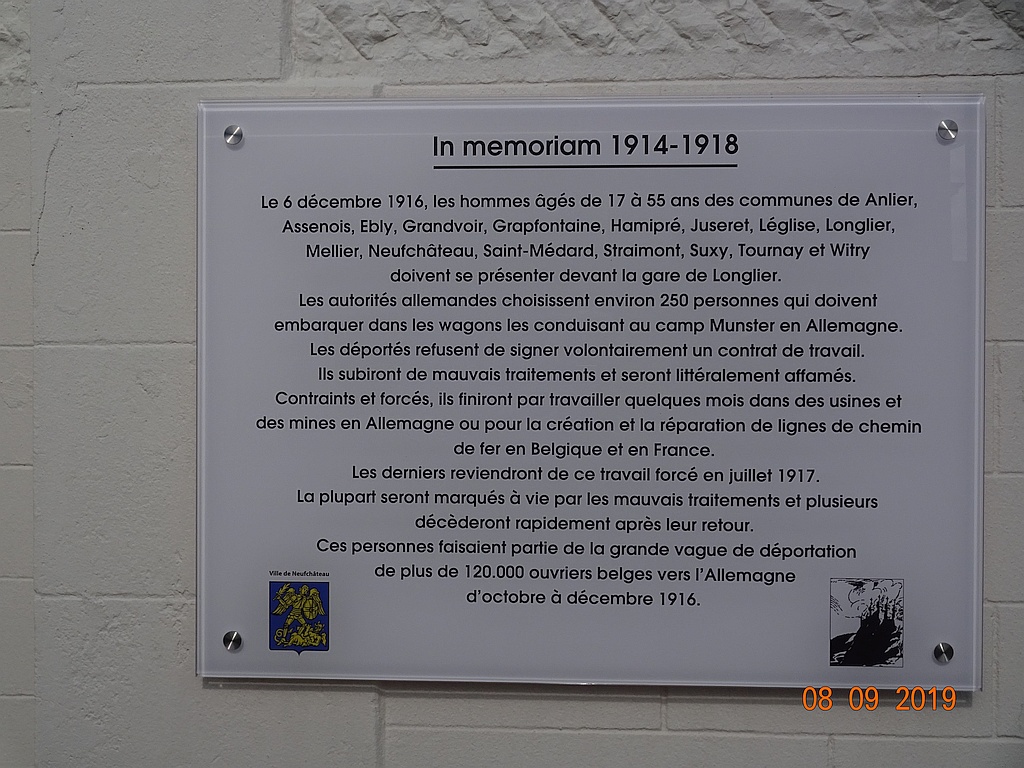 In memoriam 1914-1918
Le 6 décembre 1916, les hommes âgés de 17 à 55 ans des communes de Anlier,
Assenois, Ebly, Grandvoir, Grapfontaine, Hamipré, Juseret, Léglise, Longlier,
Mellier, Neufchâteau, Saint-Médard, Straimont, Suxy, Tournay et Witry
doivent se présenter devant la gare de Longlier.
Les autorités allemandes choisissent environ 250 personnes qui doivent
embarquer dans les wagons les conduisant au camp Munster en Allemagne.
Les déportés refusent de signer volontairement un contrat de travail.
Ils subiront de mauvais traitements et seront littéralement affamés.
Contraints et forcés, ils finiront par travailler quelques mois dans des usines et
des mines en Allemagne ou pour la création et la réparation de lignes de chemin
de fer en Belgique et en France.
Les derniers reviendront de ce travail forcé en juillet 1917.
La plupart seront marqués à vie par les mauvais traitements et plusieurs
décèderont rapidement après leur retour.
Ces personnes faisaient partie de la grande vague de déportation
de plus de 120.000 ouvriers belges vers l'Allemagne
d'octobre à décembre 1916.
Ville de Neufchâteau
08 09 2019